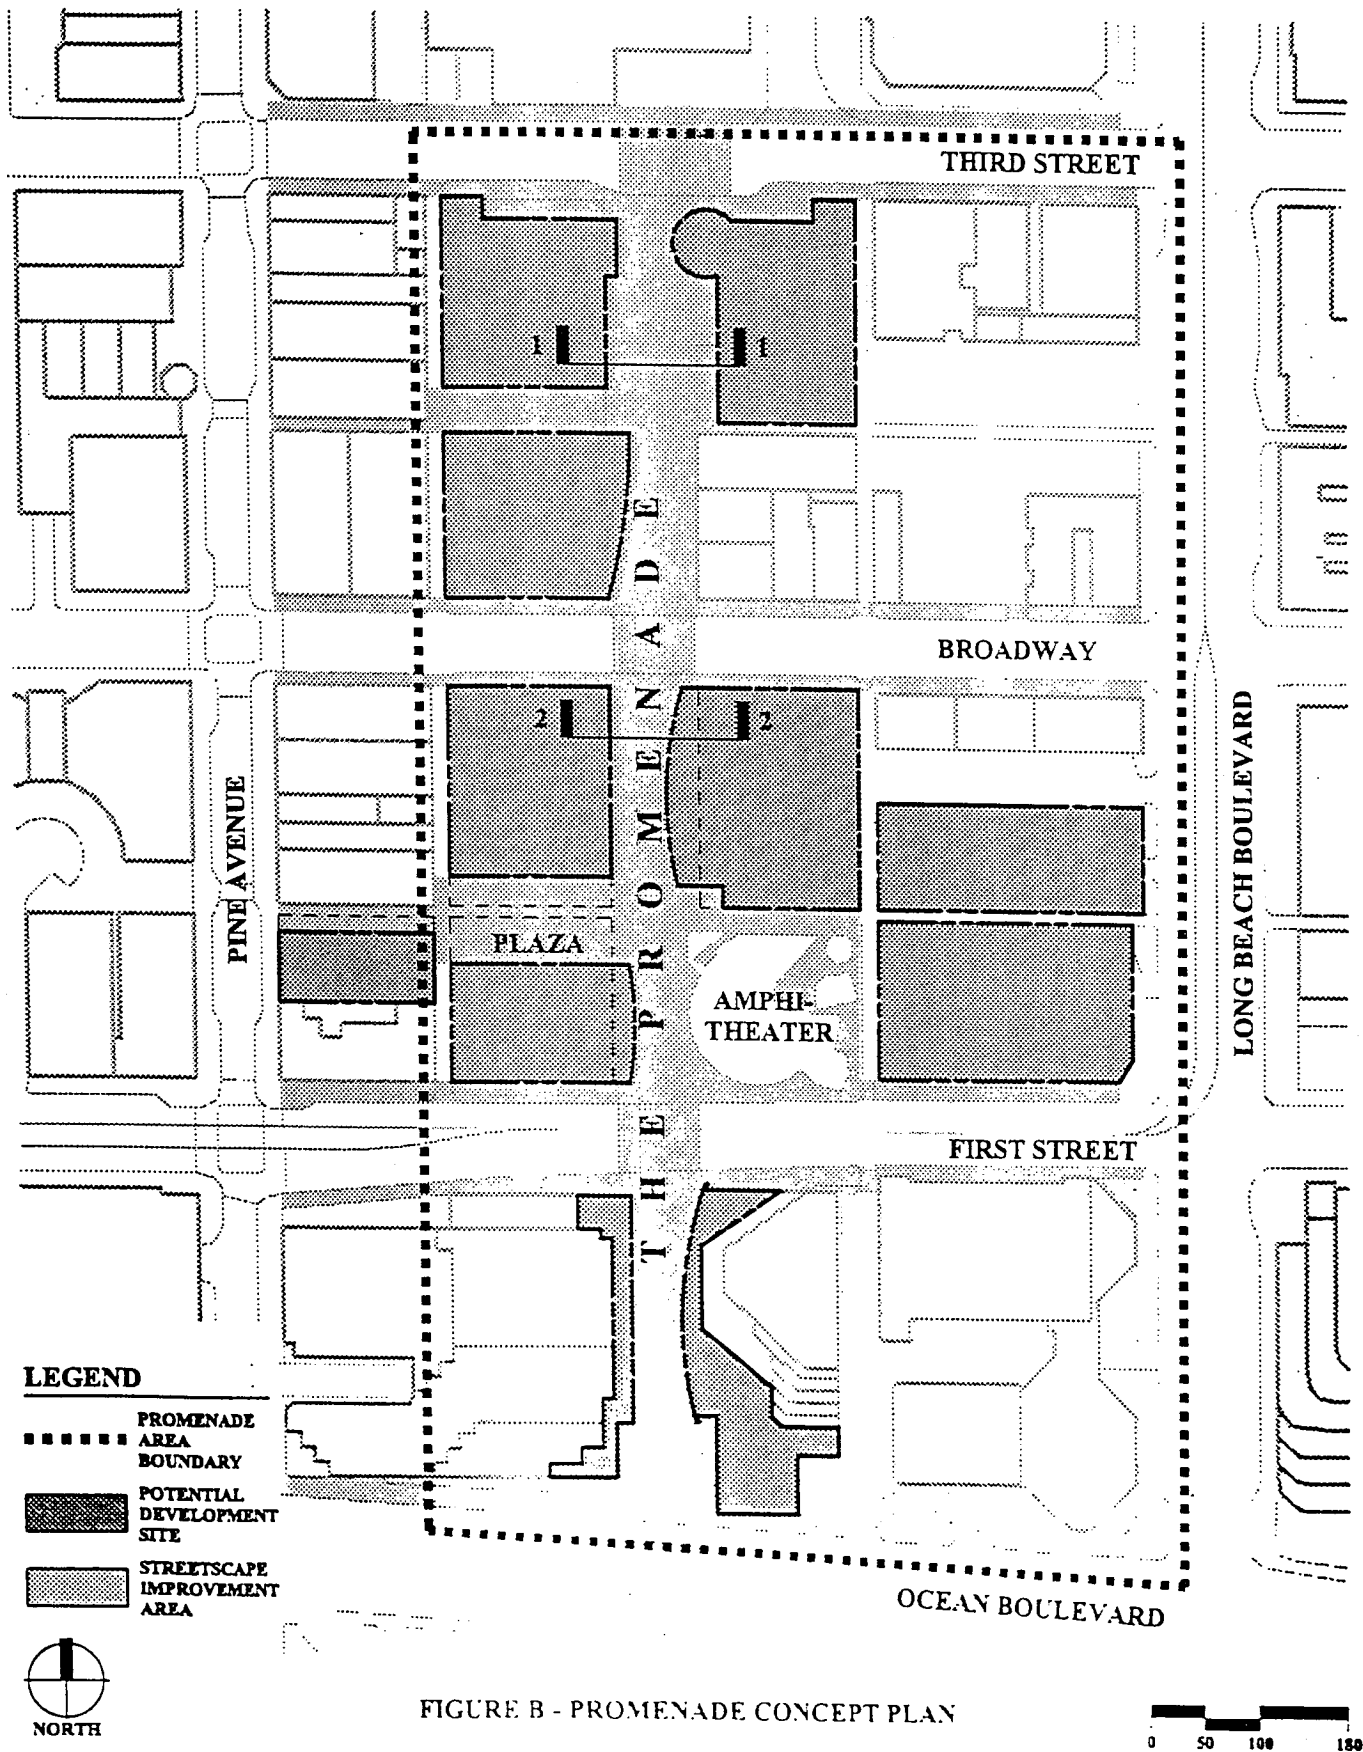 THIRD STREET
1
1
BROADWAY
2
2
THE PROMENADE
PINE AVENUE
LONG BEACH BOULEVARD
PLAZA
AMPHI-
THEATER
FIRST STREET
LEGEND
PROMENADE
AREA
BOUNDARY
POTENTIAL
DEVELOPMENT
SITE
STREETSCAPE
IMPROVEMENT
AREA
OCEAN BOULEVARD
NORTH
FIGURE B - PROMENADE CONCEPT PLAN
0 50 100 180